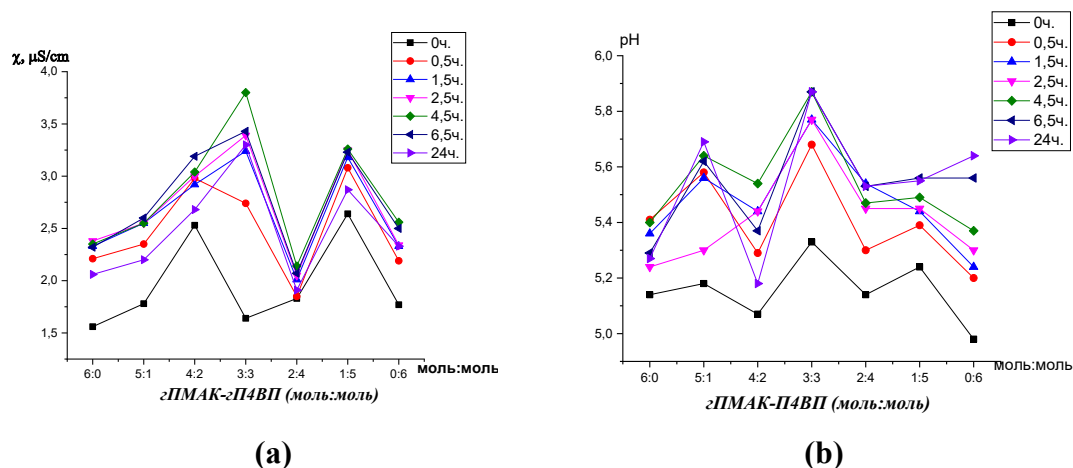 χ, μS/cm
4,0
3,5
3,0
2,5
2,0
1,5
0ч.
0,5ч.
1,5ч.
2,5ч.
4,5ч.
6,5ч.
24ч.
6:0 5:1 4:2 3:3 2:4 1:5 0:6
моль:моль
гПМАК-гП4ВП (моль:моль)
(a)
pH
6,0
5,8
5,6
5,4
5,2
5,0
0ч.
0,5ч.
1,5ч.
2,5ч.
4,5ч.
6,5ч.
24ч.
6:0 5:1 4:2 3:3 2:4 1:5 0:6
моль:моль
гПМАК-П4ВП (моль:моль)
(b)